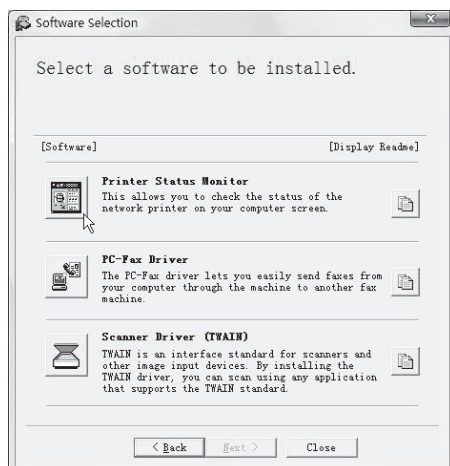 Software Selection
Select a software to be installed.
[Software] [Display Readme]
Printer Status Monitor
This allows you to check the status of the
network printer on your computer screen.
PC-Fax Driver
The PC-Fax driver lets you easily send faxes from
your computer through the machine to another fax
machine.
Scanner Driver (TWAIN)
TWAIN is an interface standard for scanners and
other image input devices. By installing the
TWAIN driver, you can scan using any application
that supports the TWAIN standard.
< Back Next > Close